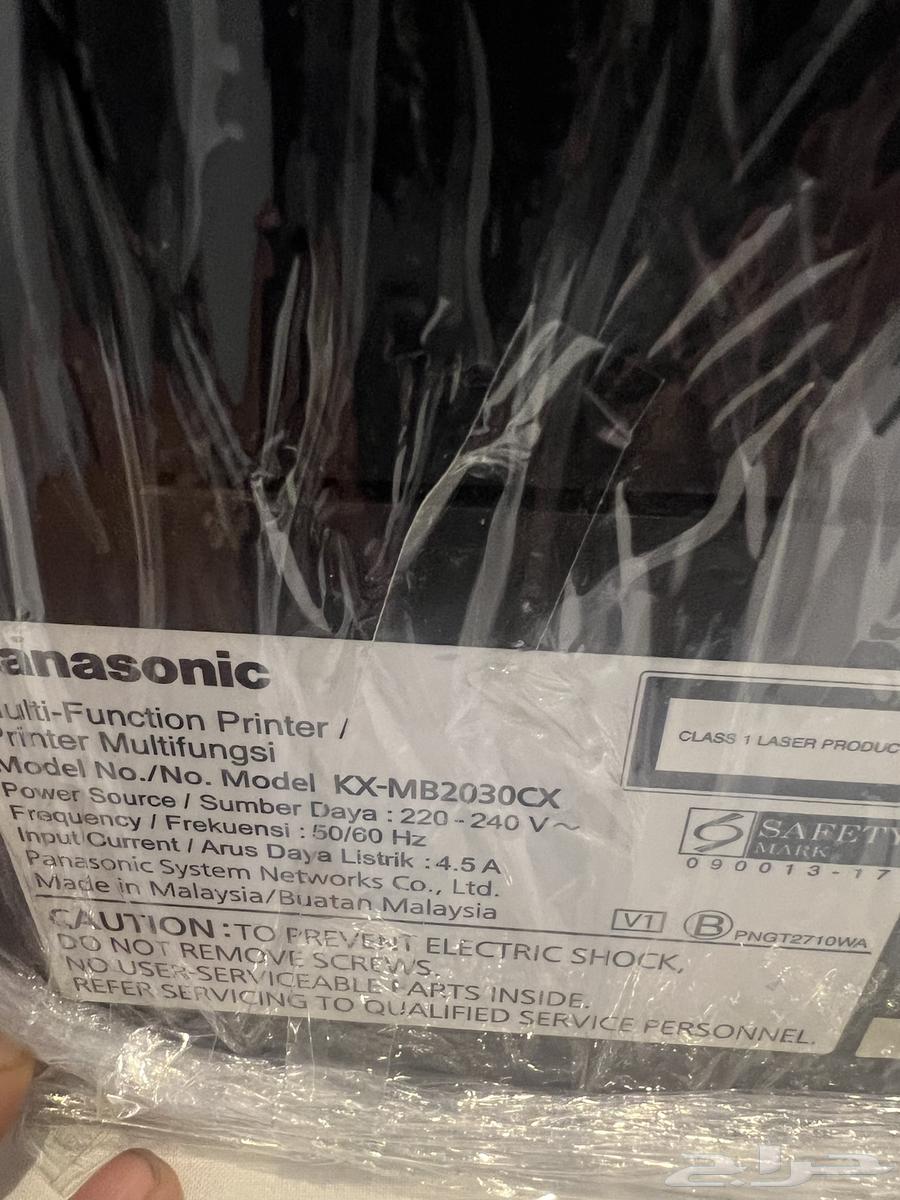 anasonic
ulti-Function Printer /
Printer Multifungsi
Model No./No. Model KX-MB2030CX
Power Source / Sumber Daya : 220 - 240 V~
Frequency / Frekuensi : 50/60 Hz
Input Current / Arus Daya Listrik : 4.5 A
Panasonic System Networks Co., Ltd.
Made in Malaysia/Buatan Malaysia
CLASS 1 LASER PRODUC
S SAFETY
MARK
090013-17
V1 B PNGT2710WA
CAUTION : TO PREVENT ELECTRIC SHOCK,
DO NOT REMOVE SCREWS.
NO USER-SERVICEABLE PARTS INSIDE.
REFER SERVICING TO QUALIFIED SERVICE PERSONNEL.
حراج